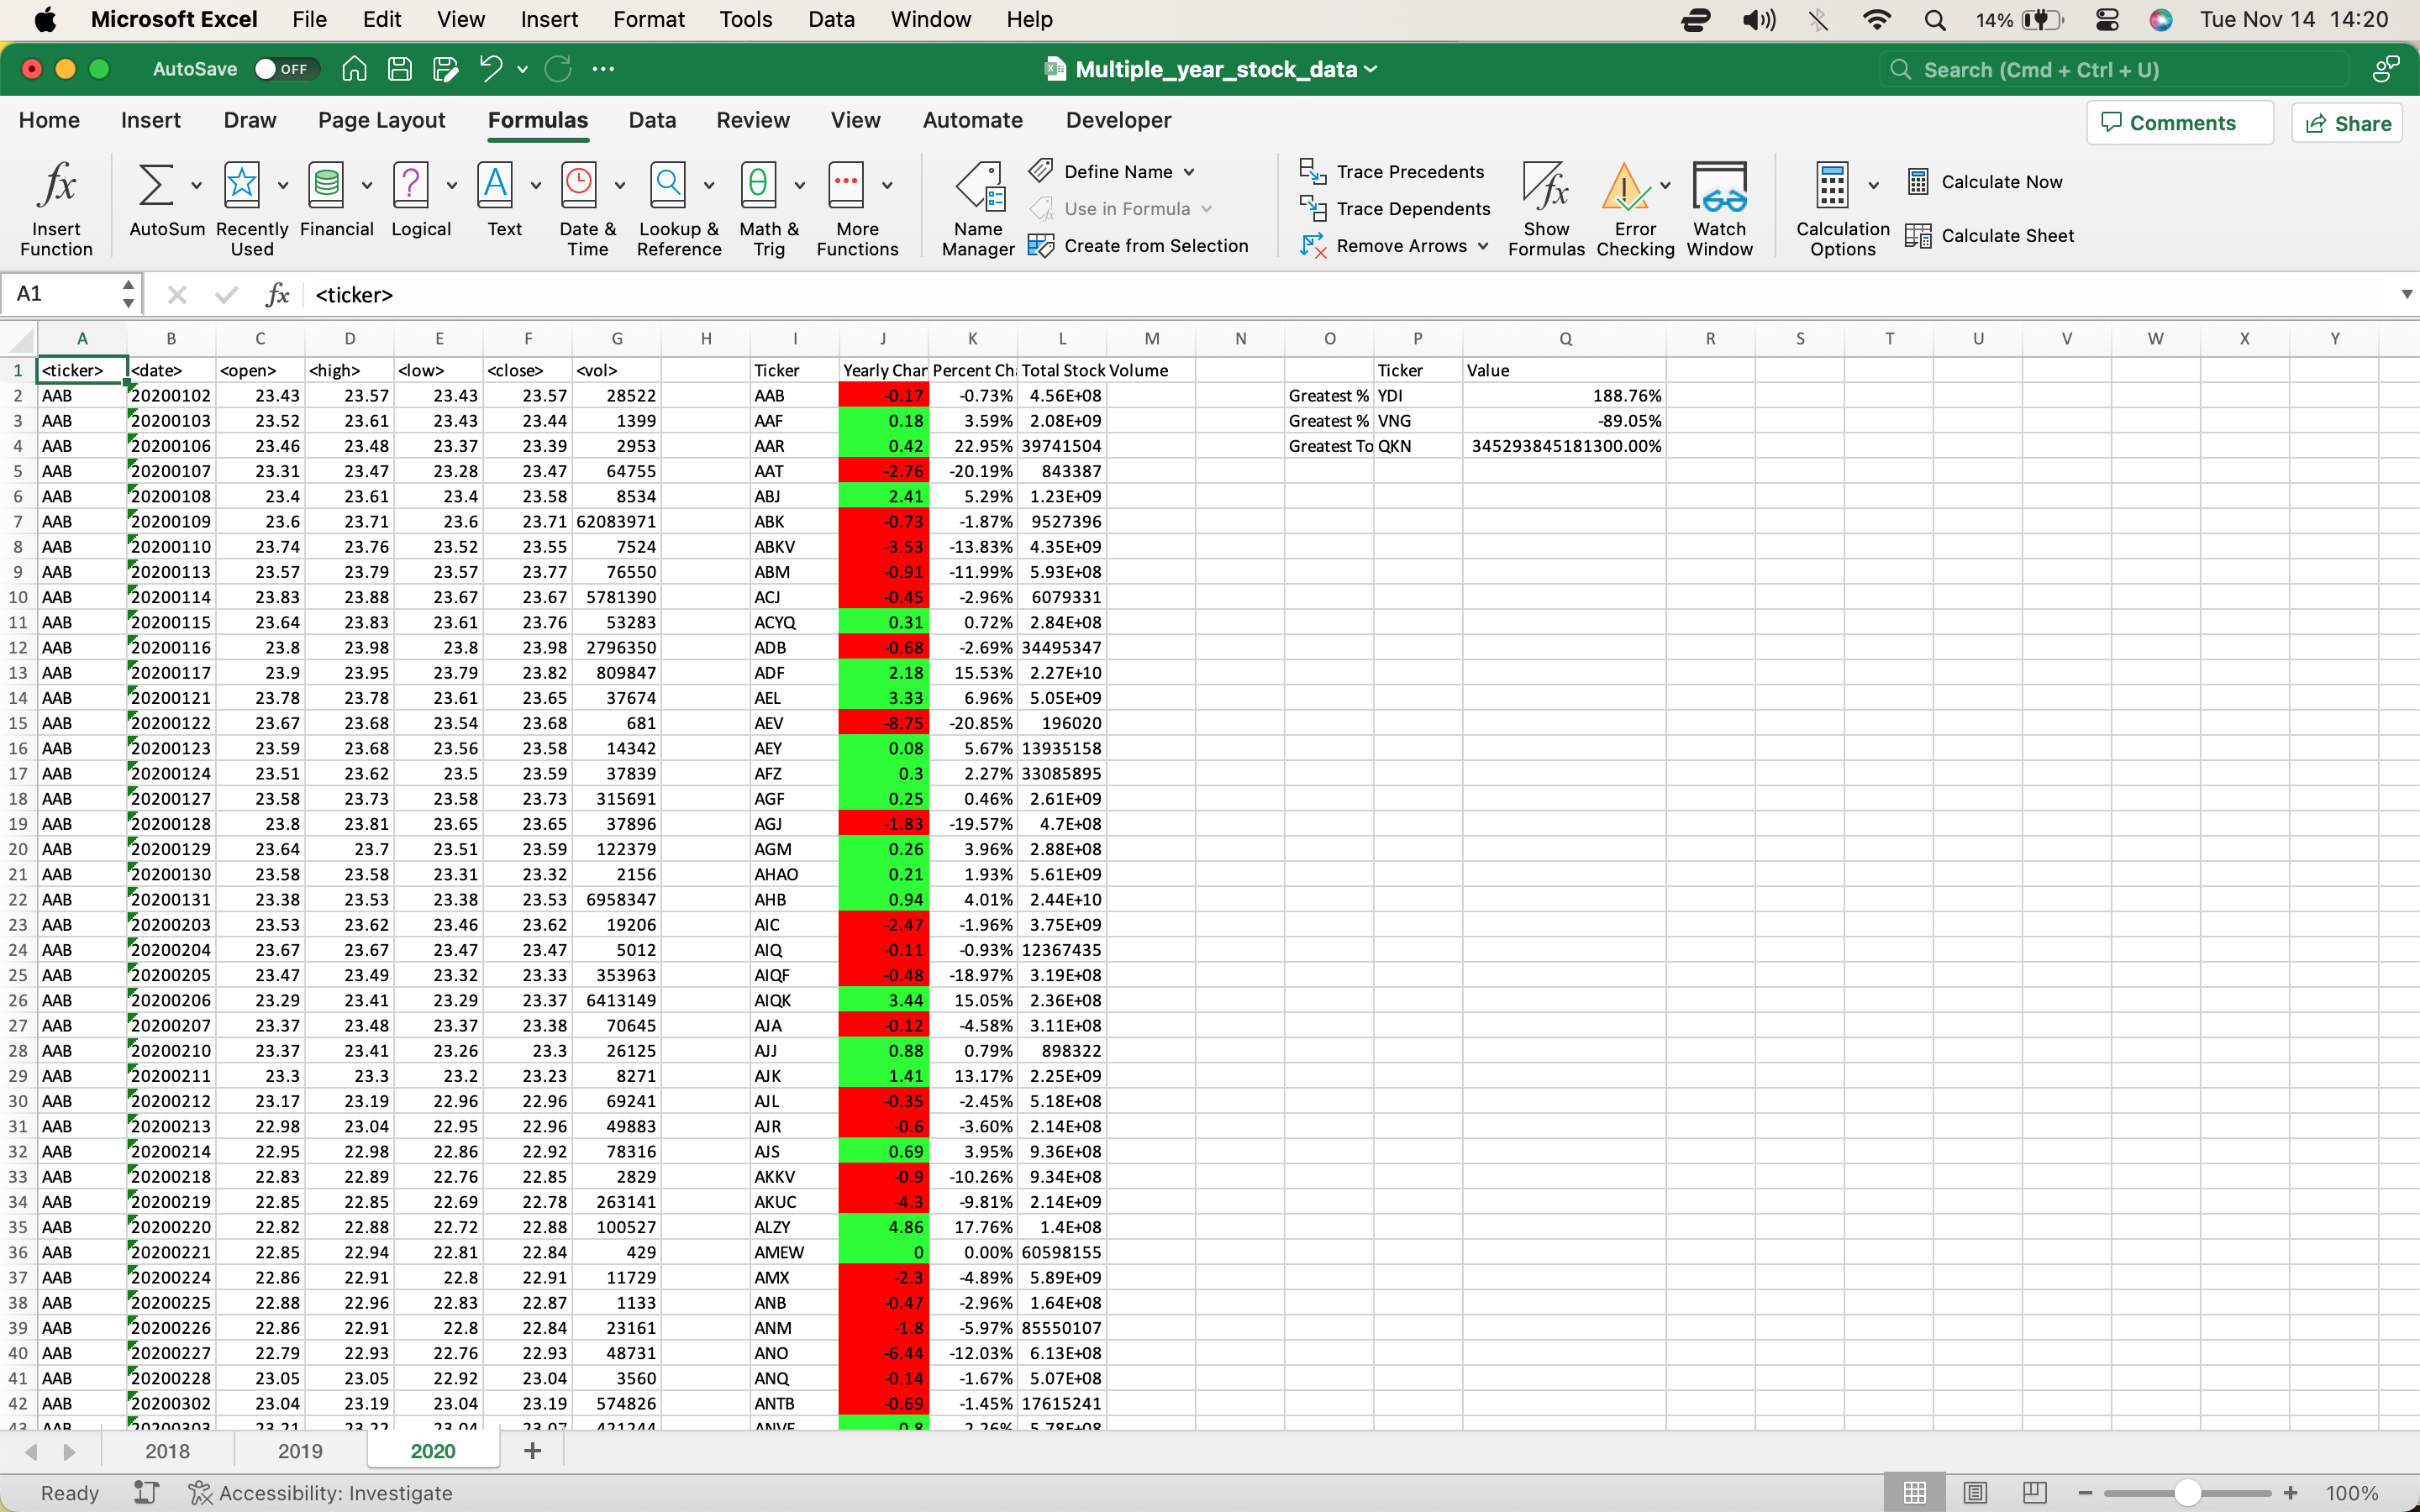 Microsoft Excel File Edit View Insert Format Tools Data Window Help 14% Tue Nov 14 14:20
AutoSave OFF Multiple_year_stock_data Search (Cmd + Ctrl + U)
Home Insert Draw Page Layout Formulas Data Review View Automate Developer Comments Share
Insert Function AutoSum Recently Used Financial Logical Text Date & Time Lookup & Reference Math & Trig More Functions Name Manager Define Name Use in Formula Create from Selection Trace Precedents Trace Dependents Remove Arrows Show Formulas Error Checking Watch Window Calculation Options Calculate Now Calculate Sheet
A1 fx <ticker>
A B C D E F G H I J K L M N O P Q R S T U V W X Y
1 <ticker> <date> <open> <high> <low> <close> <vol> Ticker Yearly Char Percent Ch Total Stock Volume Ticker Value
2 AAB 20200102 23.43 23.57 23.43 23.57 28522 AAB -0.17 -0.73% 4.56E+08 Greatest % YDI 188.76%
3 AAB 20200103 23.52 23.61 23.43 23.44 1399 AAF 0.18 3.59% 2.08E+09 Greatest % VNG -89.05%
4 AAB 20200106 23.46 23.48 23.37 23.39 2953 AAR 0.42 22.95% 39741504 Greatest To QKN 345293845181300.00%
5 AAB 20200107 23.31 23.47 23.28 23.47 64755 AAT -2.76 -20.19% 843387
6 AAB 20200108 23.4 23.61 23.4 23.58 8534 ABJ 2.41 5.29% 1.23E+09
7 AAB 20200109 23.6 23.71 23.6 23.71 62083971 ABK -0.73 -1.87% 9527396
8 AAB 20200110 23.74 23.76 23.52 23.55 7524 ABKV -3.53 -13.83% 4.35E+09
9 AAB 20200113 23.57 23.79 23.57 23.77 76550 ABM -0.91 -11.99% 5.93E+08
10 AAB 20200114 23.83 23.88 23.67 23.67 5781390 ACJ -0.45 -2.96% 6079331
11 AAB 20200115 23.64 23.83 23.61 23.76 53283 ACYQ 0.31 0.72% 2.84E+08
12 AAB 20200116 23.8 23.98 23.8 23.98 2796350 ADB -0.68 -2.69% 34495347
13 AAB 20200117 23.9 23.95 23.79 23.82 809847 ADF 2.18 15.53% 2.27E+10
14 AAB 20200121 23.78 23.78 23.61 23.65 37674 AEL 3.33 6.96% 5.05E+09
15 AAB 20200122 23.67 23.68 23.54 23.68 681 AEV -8.75 -20.85% 196020
16 AAB 20200123 23.59 23.68 23.56 23.58 14342 AEY 0.08 5.67% 13935158
17 AAB 20200124 23.51 23.62 23.5 23.59 37839 AFZ 0.3 2.27% 33085895
18 AAB 20200127 23.58 23.73 23.58 23.73 315691 AGF 0.25 0.46% 2.61E+09
19 AAB 20200128 23.8 23.81 23.65 23.65 37896 AGJ -1.83 -19.57% 4.7E+08
20 AAB 20200129 23.64 23.7 23.51 23.59 122379 AGM 0.26 3.96% 2.88E+08
21 AAB 20200130 23.58 23.58 23.31 23.32 2156 AHAO 0.21 1.93% 5.61E+09
22 AAB 20200131 23.38 23.53 23.38 23.53 6958347 AHB 0.94 4.01% 2.44E+10
23 AAB 20200203 23.53 23.62 23.46 23.62 19206 AIC -2.47 -1.96% 3.75E+09
24 AAB 20200204 23.67 23.67 23.47 23.47 5012 AIQ -0.11 -0.93% 12367435
25 AAB 20200205 23.47 23.49 23.32 23.33 353963 AIQF -0.48 -18.97% 3.19E+08
26 AAB 20200206 23.29 23.41 23.29 23.37 6413149 AIQK 3.44 15.05% 2.36E+08
27 AAB 20200207 23.37 23.48 23.37 23.38 70645 AJA -0.12 -4.58% 3.11E+08
28 AAB 20200210 23.37 23.41 23.26 23.3 26125 AJJ 0.88 0.79% 898322
29 AAB 20200211 23.3 23.3 23.2 23.23 8271 AJK 1.41 13.17% 2.25E+09
30 AAB 20200212 23.17 23.19 22.96 22.96 69241 AJL -0.35 -2.45% 5.18E+08
31 AAB 20200213 22.98 23.04 22.95 22.96 49883 AJR -0.6 -3.60% 2.14E+08
32 AAB 20200214 22.95 22.98 22.86 22.92 78316 AJS 0.69 3.95% 9.36E+08
33 AAB 20200218 22.83 22.89 22.76 22.85 2829 AKKV -0.9 -10.26% 9.34E+08
34 AAB 20200219 22.85 22.85 22.69 22.78 263141 AKUC -4.3 -9.81% 2.14E+09
35 AAB 20200220 22.82 22.88 22.72 22.88 100527 ALZY 4.86 17.76% 1.4E+08
36 AAB 20200221 22.85 22.94 22.81 22.84 429 AMEW 0 0.00% 60598155
37 AAB 20200224 22.86 22.91 22.8 22.91 11729 AMX -2.3 -4.89% 5.89E+09
38 AAB 20200225 22.88 22.96 22.83 22.87 1133 ANB -0.47 -2.96% 1.64E+08
39 AAB 20200226 22.86 22.91 22.8 22.84 23161 ANM -1.8 -5.97% 85550107
40 AAB 20200227 22.79 22.93 22.76 22.93 48731 ANO -6.44 -12.03% 6.13E+08
41 AAB 20200228 23.05 23.05 22.92 23.04 3560 ANQ -0.14 -1.67% 5.07E+08
42 AAB 20200302 23.04 23.19 23.04 23.19 574826 ANTB -0.69 -1.45% 17615241
43 AAB 20200303 23.21 23.22 23.04 23.07 0.8 2.26% 5.78E+08
2018 2019 2020
Ready Accessibility: Investigate 100%